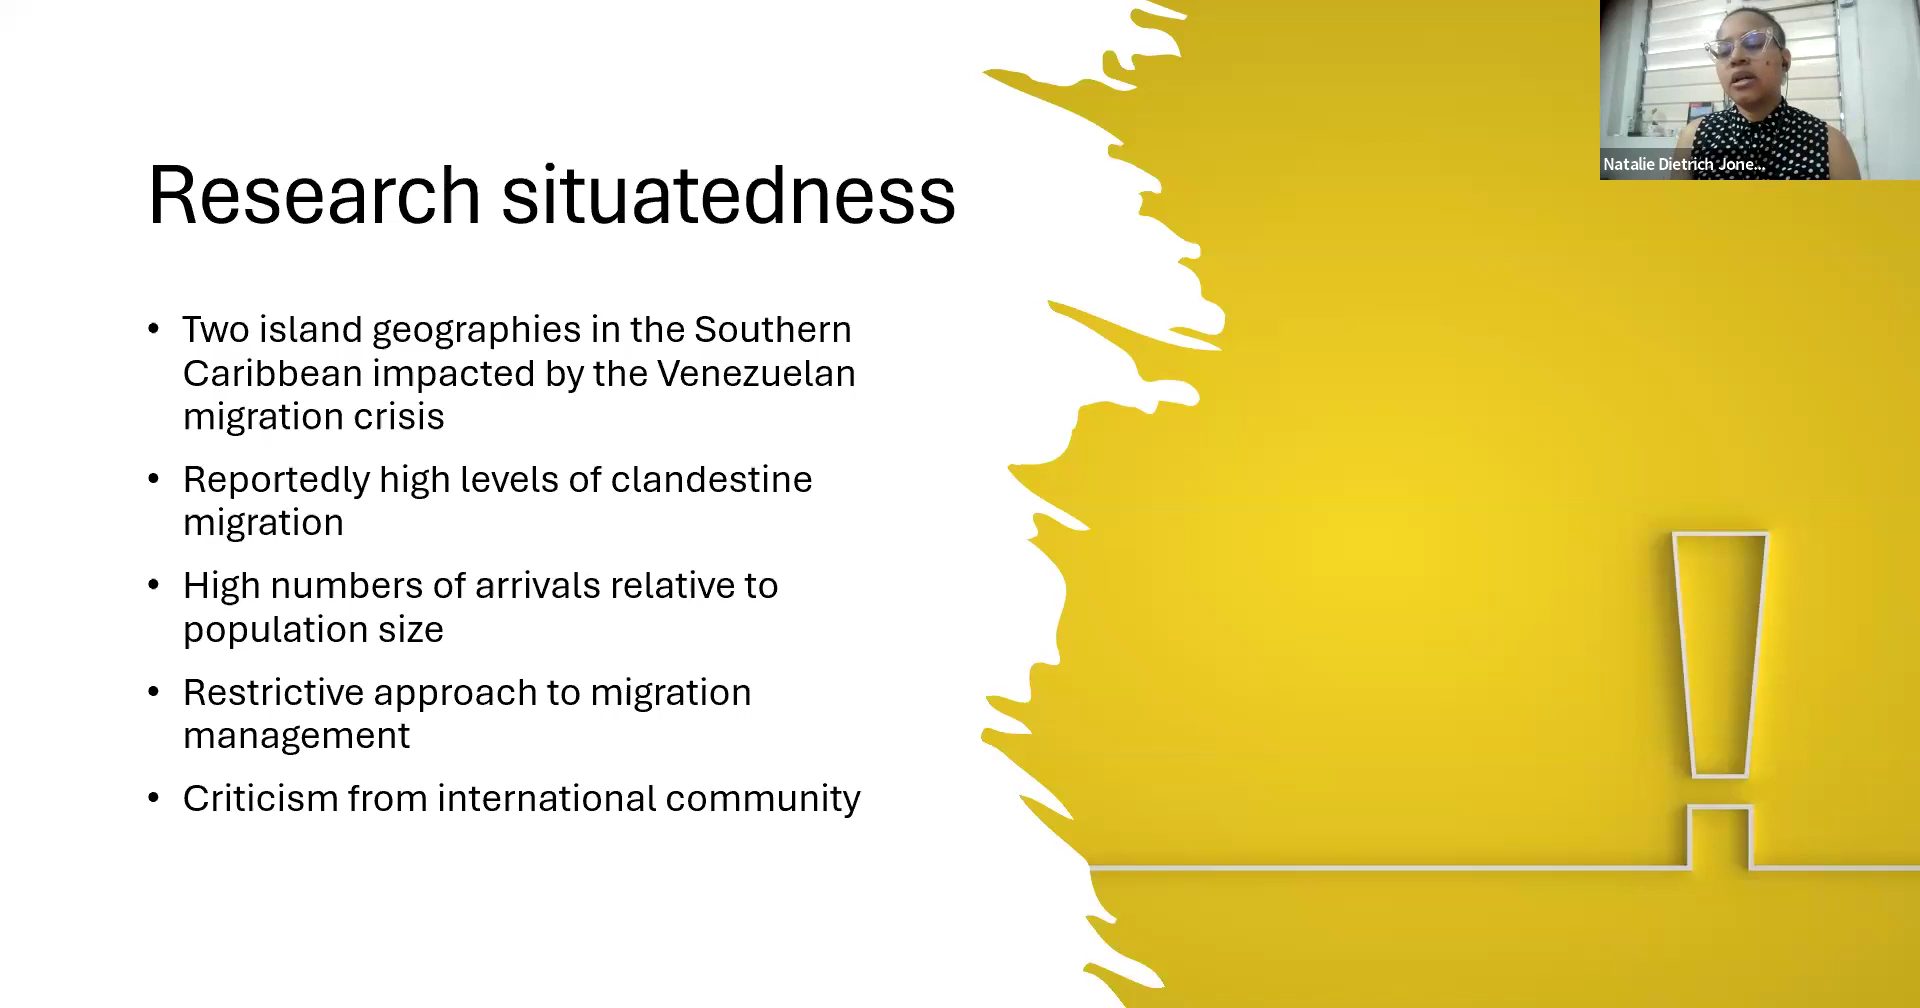 Research situatedness
• Two island geographies in the Southern
Caribbean impacted by the Venezuelan
migration crisis
• Reportedly high levels of clandestine
migration
• High numbers of arrivals relative to
population size
• Restrictive approach to migration
management
• Criticism from international community
Natalie Dietrich Jone...